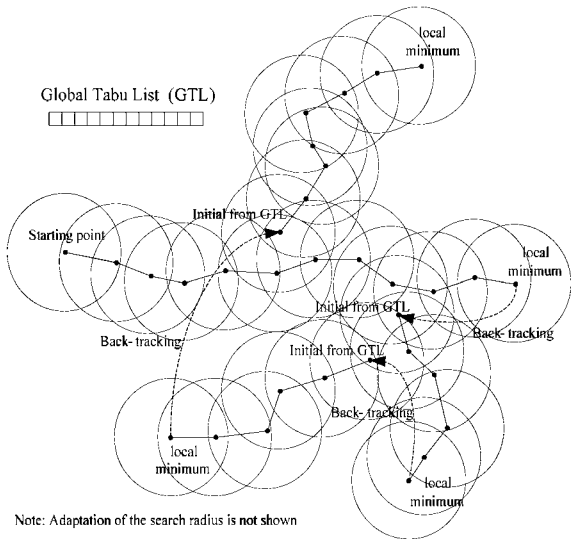 local
minimum
Global Tabu List (GTL)
Initial from GTL
Starting point
local
minimum
Initial from GTL
Back- tracking
Back- tracking
Initial from GTL
Back- tracking
local
minimum
local
minimum
Note: Adaptation of the search radius is not shown